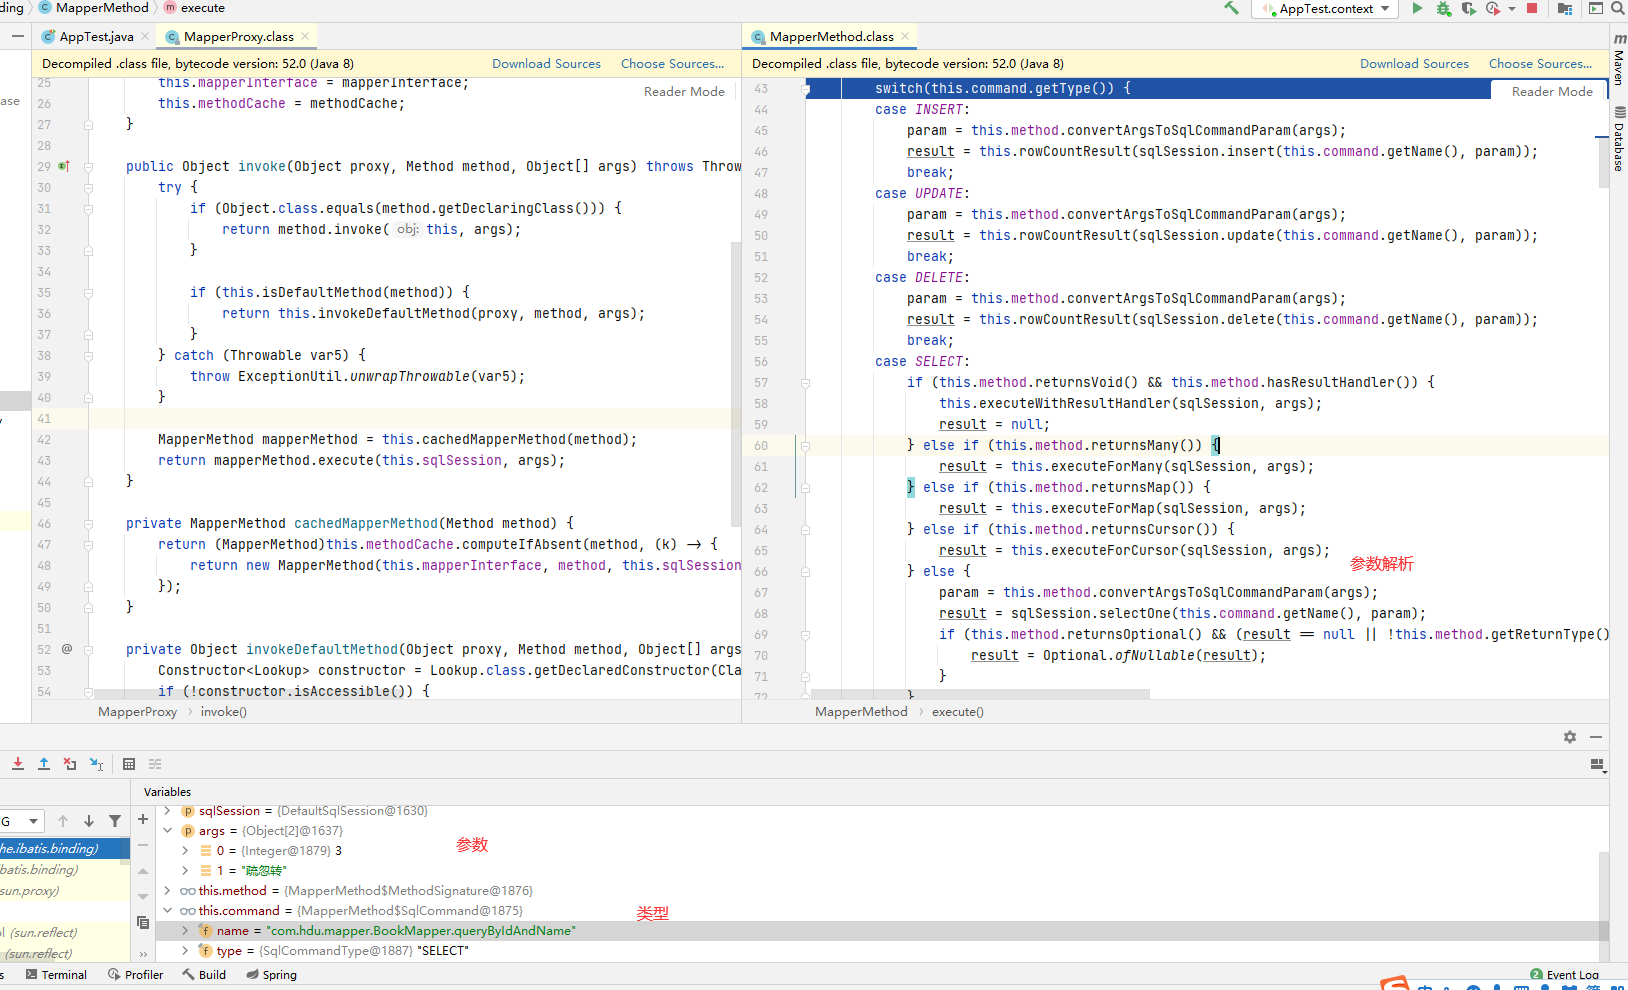 ding MapperMethod execute
AppTest.context
AppTest.java MapperProxy.class
MapperMethod.class
Decompiled .class file, bytecode version: 52.0 (Java 8) Download Sources Choose Sources...
Decompiled .class file, bytecode version: 52.0 (Java 8) Download Sources Choose Sources...
Reader Mode
25 this.mapperInterface = mapperInterface;
26 this.methodCache = methodCache;
27 }
28
29 public Object invoke(Object proxy, Method method, Object[] args) throws Throw
30 try {
31 if (Object.class.equals(method.getDeclaringClass())) {
32 return method.invoke( obj: this, args);
33 }
34
35 if (this.isDefaultMethod(method)) {
36 return this.invokeDefaultMethod(proxy, method, args);
37 }
38 } catch (Throwable var5) {
39 throw ExceptionUtil.unwrapThrowable(var5);
40 }
41
42 MapperMethod mapperMethod = this.cachedMapperMethod(method);
43 return mapperMethod.execute(this.sqlSession, args);
44 }
45
46 private MapperMethod cachedMapperMethod(Method method) {
47 return (MapperMethod)this.methodCache.computeIfAbsent(method, (k) -> {
48 return new MapperMethod(this.mapperInterface, method, this.sqlSession
49 });
50 }
51
52 @ private Object invokeDefaultMethod(Object proxy, Method method, Object[] args
53 Constructor<Lookup> constructor = Lookup.class.getDeclaredConstructor(Cla
54 if (!constructor.isAccessible()) {
MapperProxy invoke()
Reader Mode
43 switch(this.command.getType()) {
44 case INSERT:
45 param = this.method.convertArgsToSqlCommandParam(args);
46 result = this.rowCountResult(sqlSession.insert(this.command.getName(), param));
47 break;
48 case UPDATE:
49 param = this.method.convertArgsToSqlCommandParam(args);
50 result = this.rowCountResult(sqlSession.update(this.command.getName(), param));
51 break;
52 case DELETE:
53 param = this.method.convertArgsToSqlCommandParam(args);
54 result = this.rowCountResult(sqlSession.delete(this.command.getName(), param));
55 break;
56 case SELECT:
57 if (this.method.returnsVoid() && this.method.hasResultHandler()) {
58 this.executeWithResultHandler(sqlSession, args);
59 result = null;
60 } else if (this.method.returnsMany()) {
61 result = this.executeForMany(sqlSession, args);
62 } else if (this.method.returnsMap()) {
63 result = this.executeForMap(sqlSession, args);
64 } else if (this.method.returnsCursor()) {
65 result = this.executeForCursor(sqlSession, args);
参数解析
66 } else {
67 param = this.method.convertArgsToSqlCommandParam(args);
68 result = sqlSession.selectOne(this.command.getName(), param);
69 if (this.method.returnsOptional() && (result == null || !this.method.getReturnType()
70 result = Optional.ofNullable(result);
71 }
72 }
MapperMethod execute()
Maven
Database
ase
Variables
G
he.ibatis.binding)
batis.binding)
sun.proxy)
l (sun.reflect)
(sun.reflect)
sqlSession = {DefaultSqlSession@1630}
args = {Object[2]@1637}
参数
0 = {Integer@1879} 3
1 = "疏忽转"
this.method = {MapperMethod$MethodSignature@1876}
this.command = {MapperMethod$SqlCommand@1875}
类型
name = "com.hdu.mapper.BookMapper.queryByIdAndName"
type = {SqlCommandType@1887} "SELECT"
s Terminal Profiler Build Spring
2 Event Log